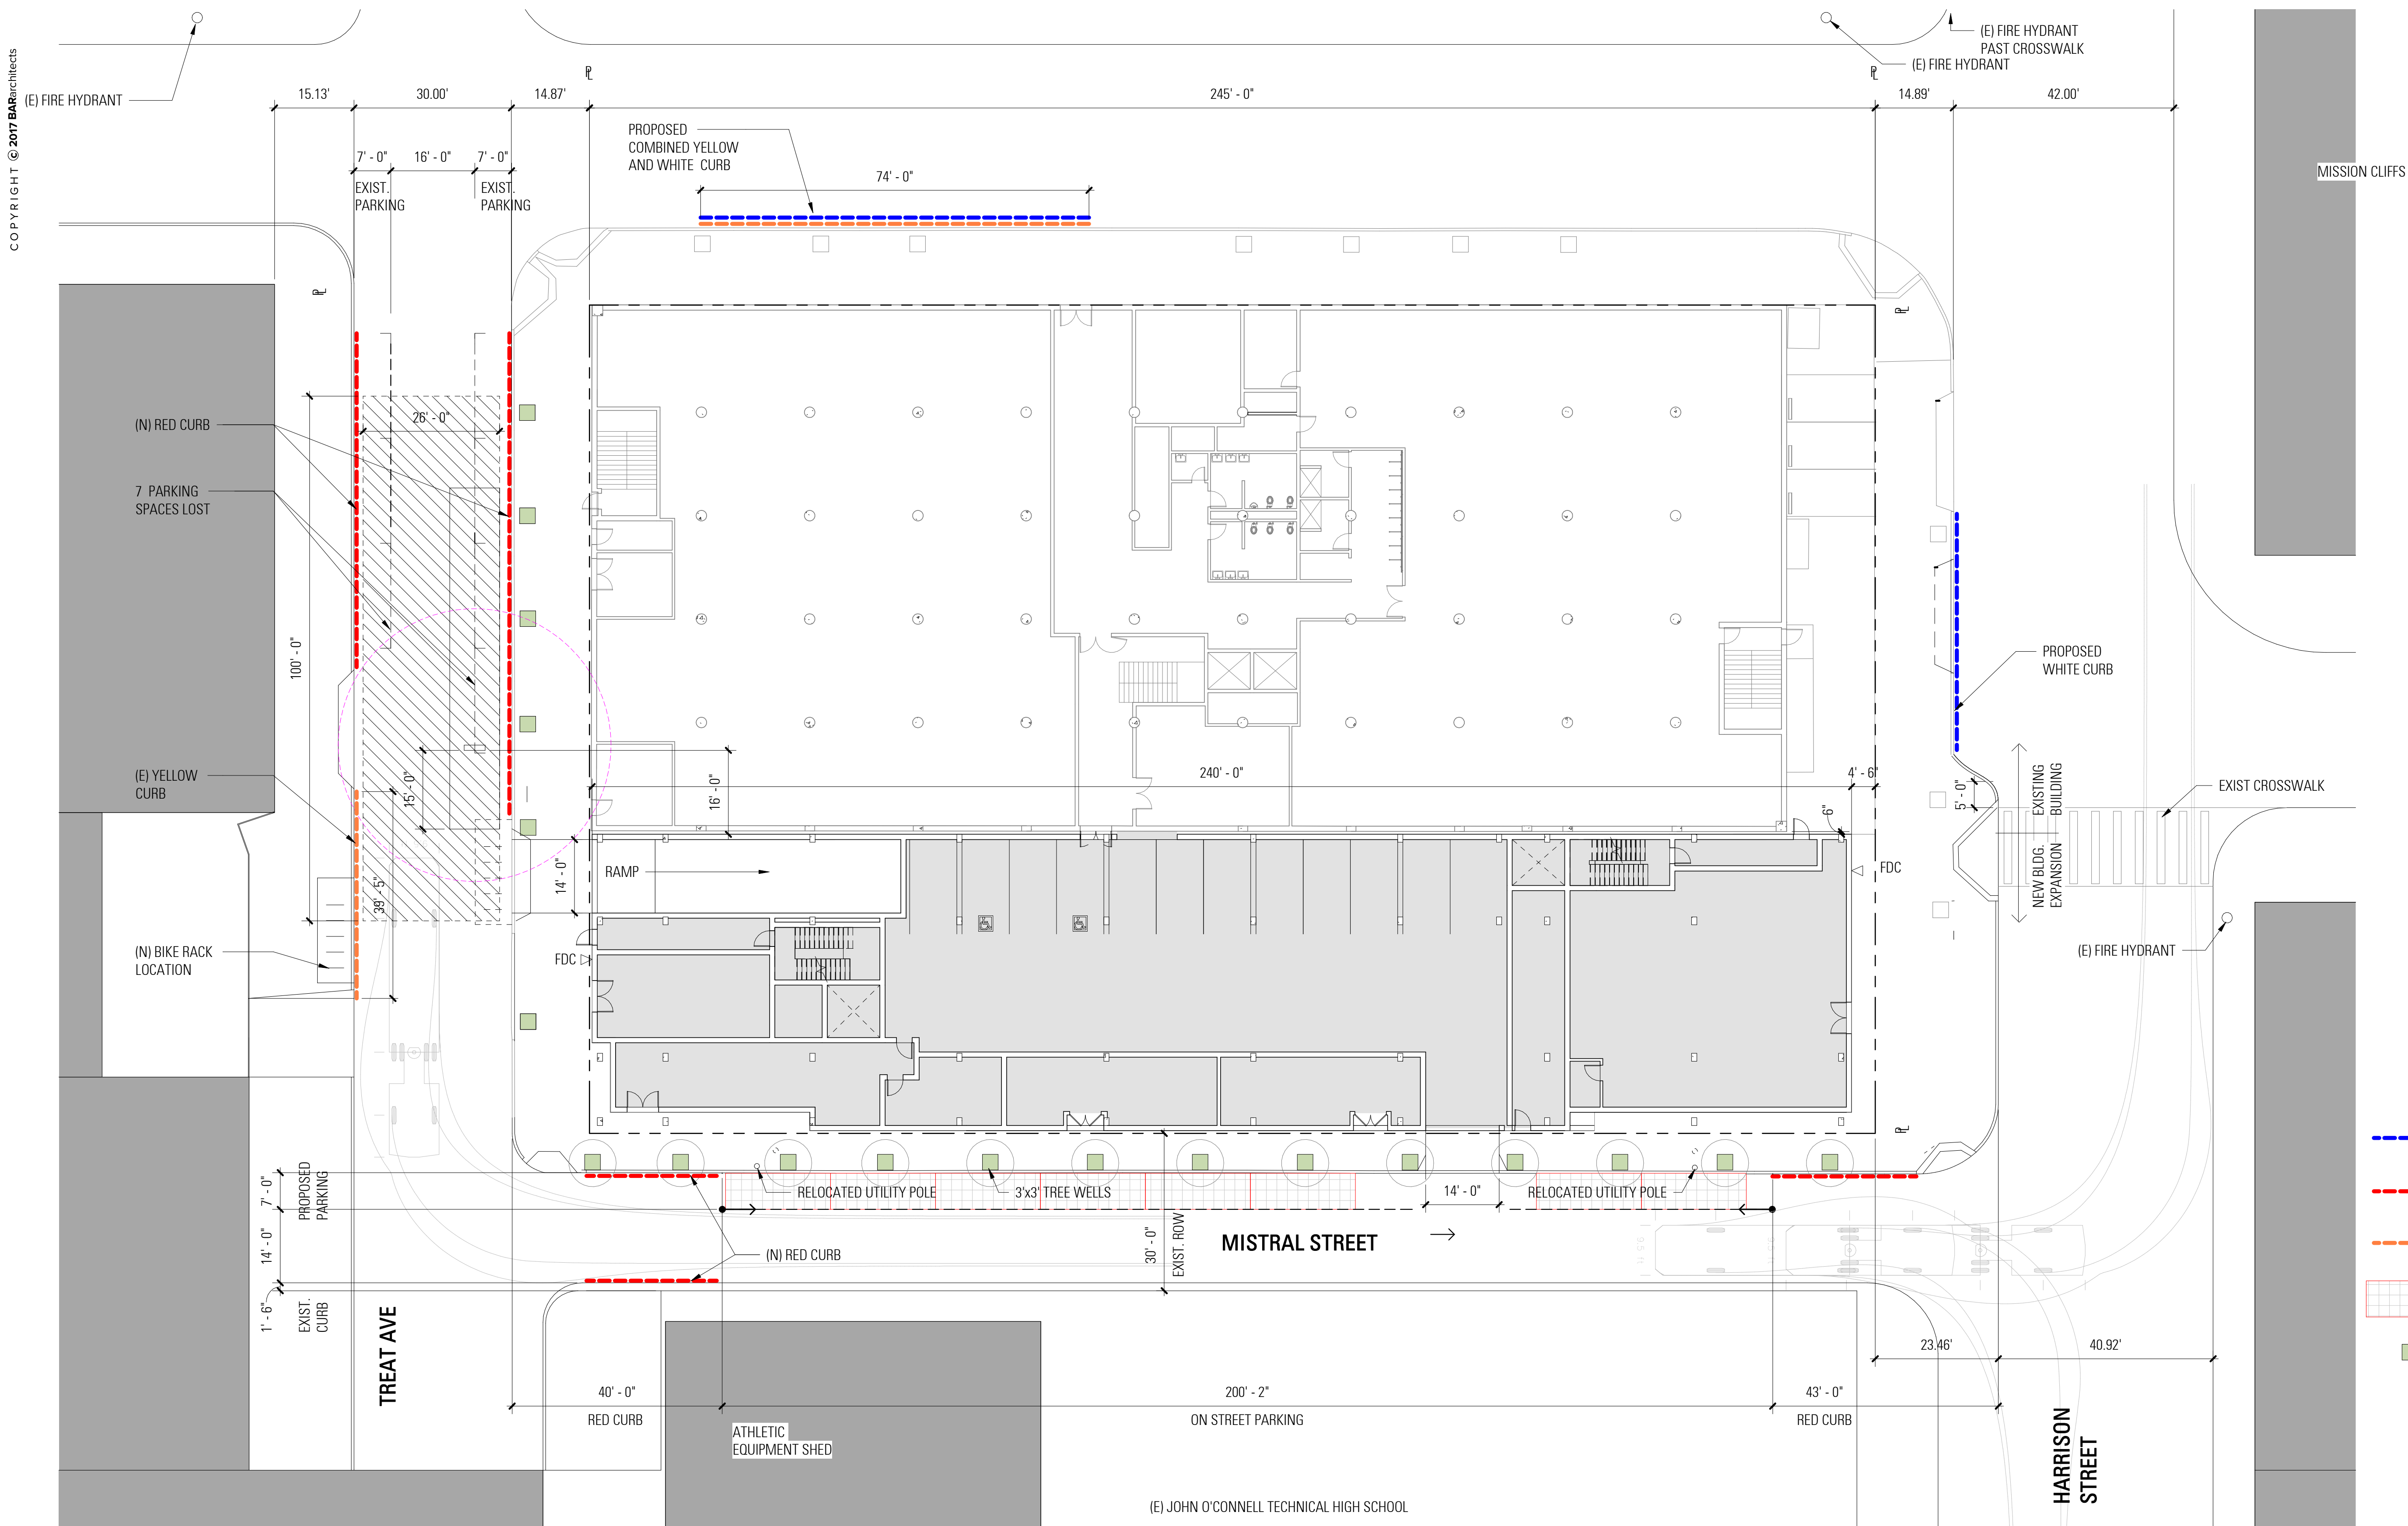 COPYRIGHT © 2017 BARarchitects
(E) FIRE HYDRANT
(E) FIRE HYDRANT
PAST CROSSWALK
(E) FIRE HYDRANT
PL
PL
15.13'
30.00'
14.87'
245' - 0"
14.89'
42.00'
PROPOSED
COMBINED YELLOW
AND WHITE CURB
7' - 0"
16' - 0"
7' - 0"
EXIST.
PARKING
EXIST.
PARKING
74' - 0"
MISSION CLIFFS
PL
PL
(N) RED CURB
26' - 0"
7 PARKING
SPACES LOST
100' - 0"
PROPOSED
WHITE CURB
(E) YELLOW
CURB
15' - 0"
16' - 0"
240' - 0"
4' - 6"
6"
5' - 0"
EXISTING
BUILDING
NEW BLDG.
EXPANSION
EXIST CROSSWALK
39' - 5"
14' - 0"
RAMP
FDC
FDC
(N) BIKE RACK
LOCATION
(E) FIRE HYDRANT
PL
7' - 0"
PROPOSED
PARKING
RELOCATED UTILITY POLE
3'x3' TREE WELLS
14' - 0"
RELOCATED UTILITY POLE
14' - 0"
(N) RED CURB
30' - 0"
EXIST. ROW
MISTRAL STREET
1' - 6"
EXIST.
CURB
TREAT AVE
23.46'
40.92'
40' - 0"
RED CURB
200' - 2"
ON STREET PARKING
43' - 0"
RED CURB
ATHLETIC
EQUIPMENT SHED
HARRISON
STREET
(E) JOHN O'CONNELL TECHNICAL HIGH SCHOOL